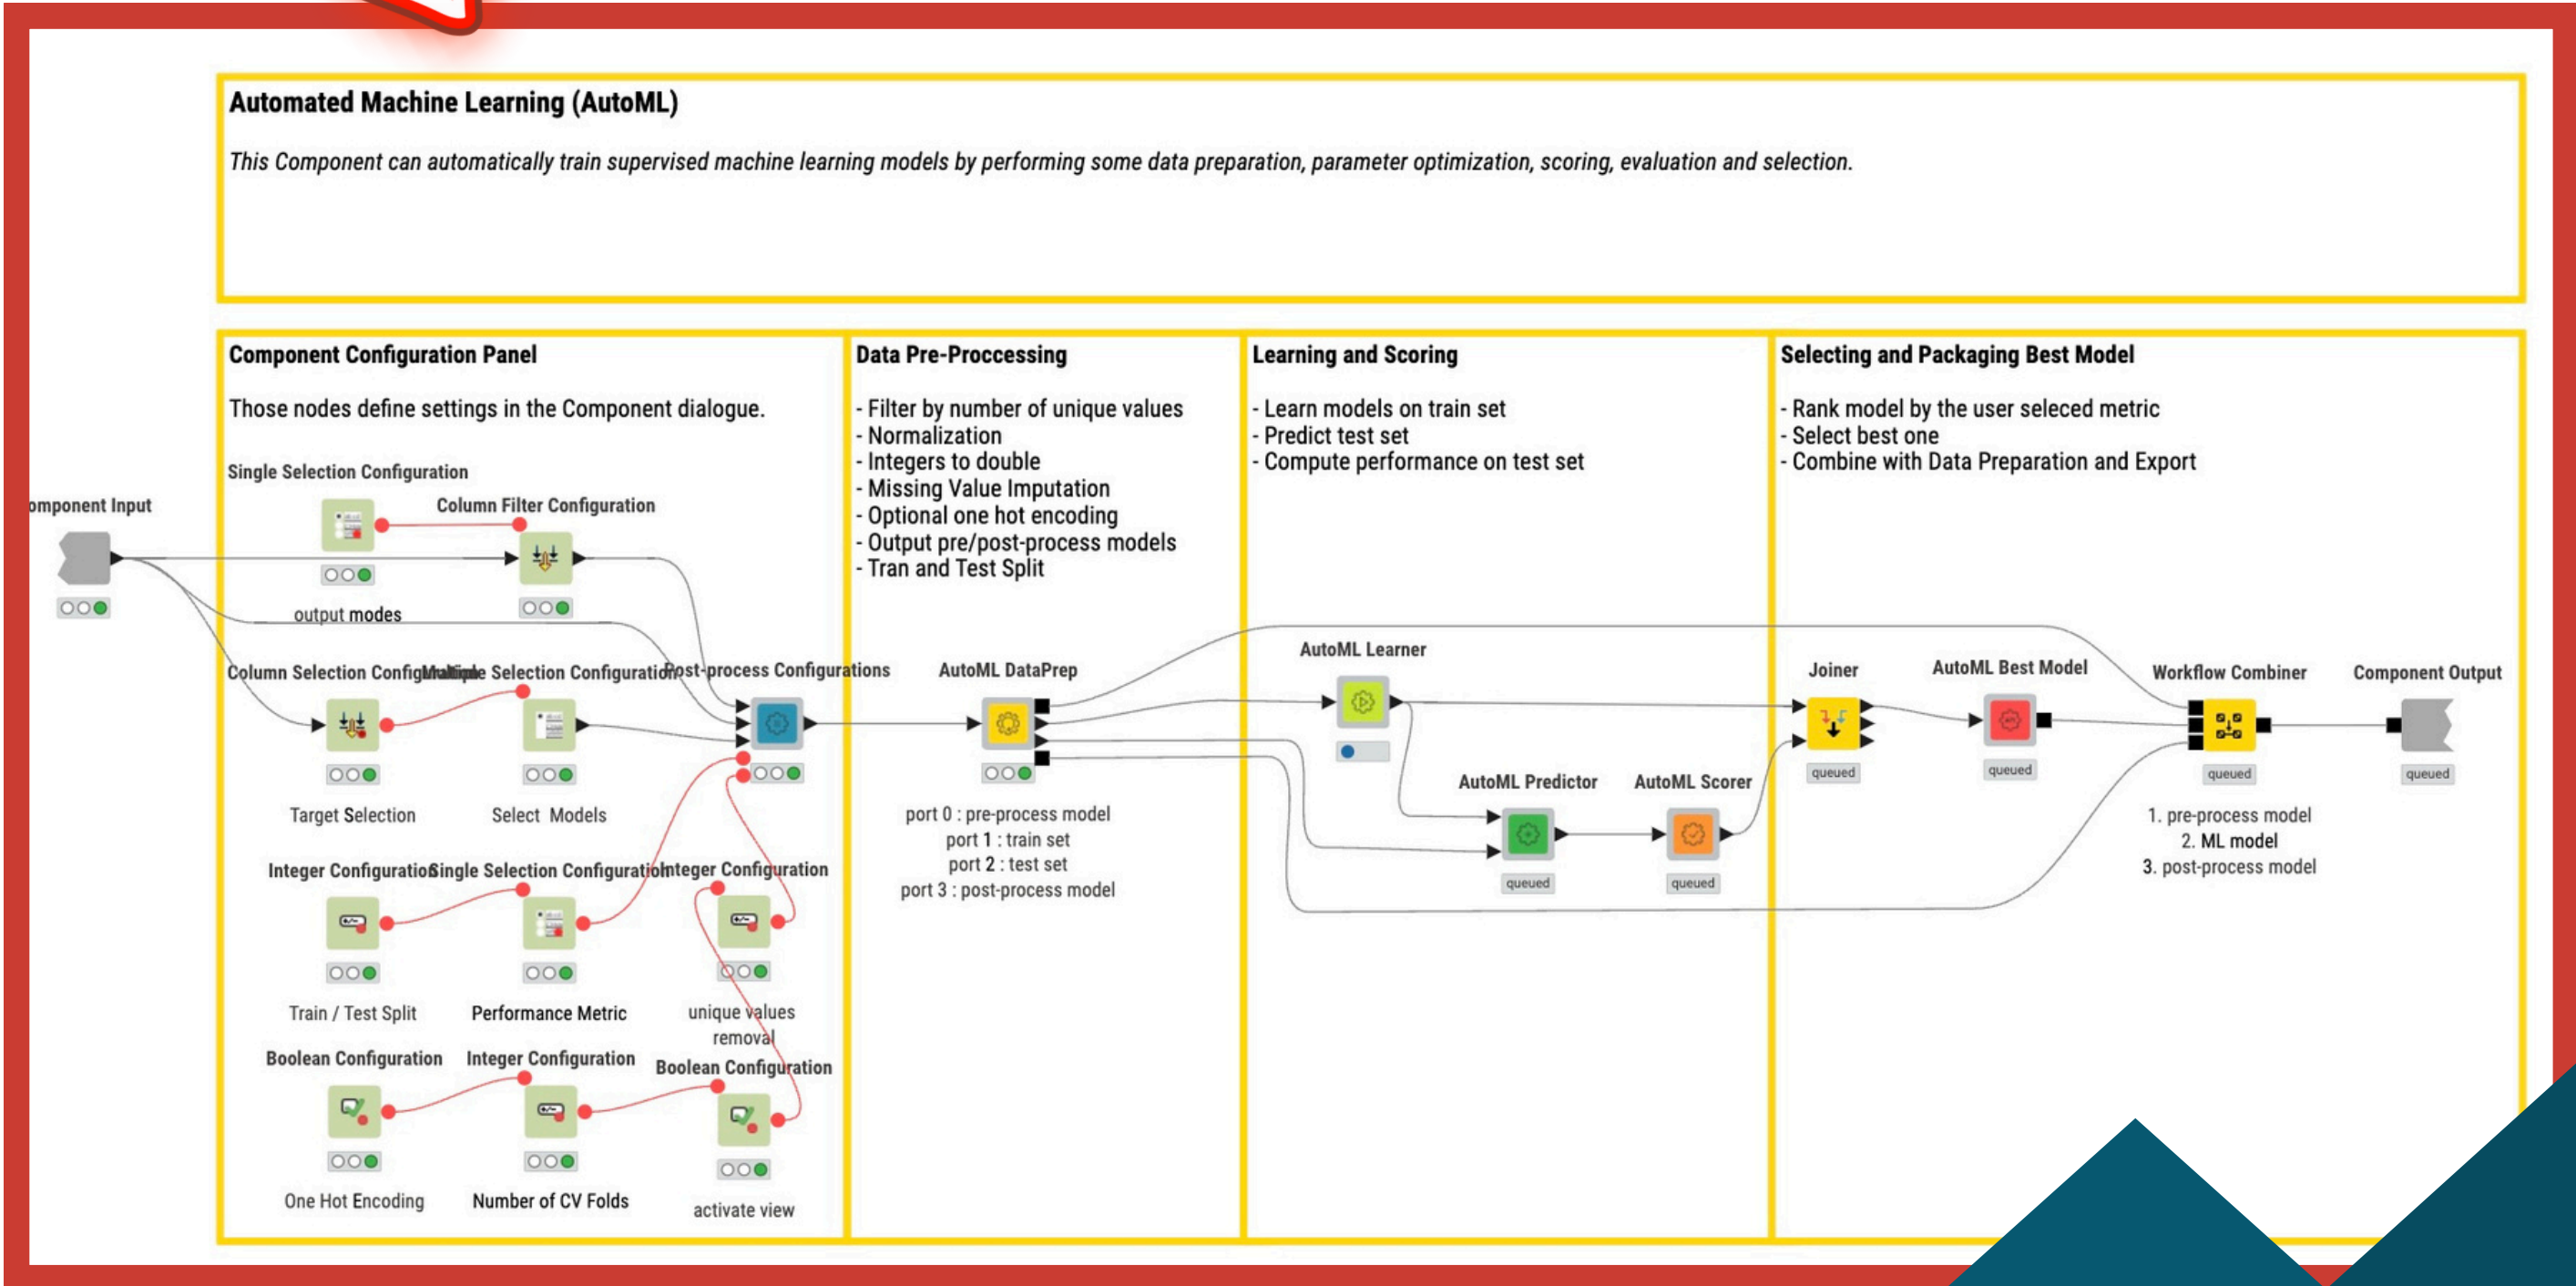 Automated Machine Learning (AutoML)
This Component can automatically train supervised machine learning models by performing some data preparation, parameter optimization, scoring, evaluation and selection.
Component Configuration Panel
Those nodes define settings in the Component dialogue.
Single Selection Configuration
omponent Input
Column Filter Configuration
output modes
Column Selection Configuration
Multiple Selection Configuration
Post-process Configurations
Target Selection
Select Models
Integer Configuration
Single Selection Configuration
Integer Configuration
Train / Test Split
Performance Metric
unique values
removal
Boolean Configuration
Integer Configuration
Boolean Configuration
One Hot Encoding
Number of CV Folds
activate view
Data Pre-Proccessing
- Filter by number of unique values
- Normalization
- Integers to double
- Missing Value Imputation
- Optional one hot encoding
- Output pre/post-process models
- Tran and Test Split
AutoML DataPrep
port 0 : pre-process model
port 1 : train set
port 2 : test set
port 3 : post-process model
Learning and Scoring
- Learn models on train set
- Predict test set
- Compute performance on test set
AutoML Learner
AutoML Predictor
AutoML Scorer
queued
queued
Selecting and Packaging Best Model
- Rank model by the user seleced metric
- Select best one
- Combine with Data Preparation and Export
Joiner
AutoML Best Model
Workflow Combiner
Component Output
queued
queued
queued
queued
1. pre-process model
2. ML model
3. post-process model